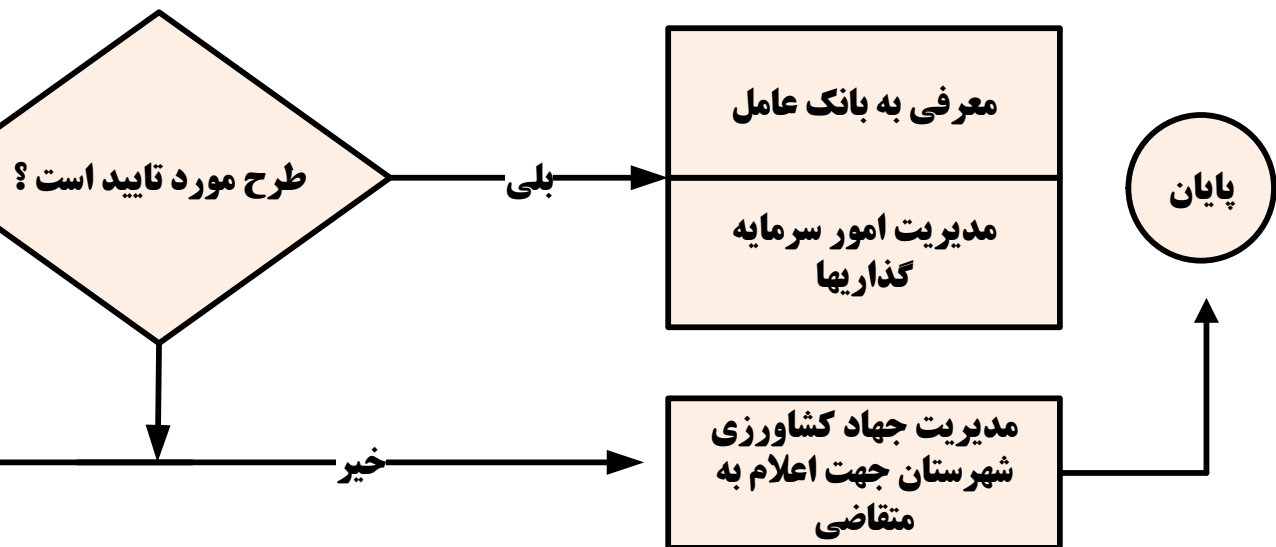 معرفی به بانک عامل
طرح مورد تایید است ؟
بلی
پایان
مدیریت امور سرمایه
گذاریها
مدیریت جهاد کشاورزی
شهرستان جهت اعلام به
متقاضی
خیر